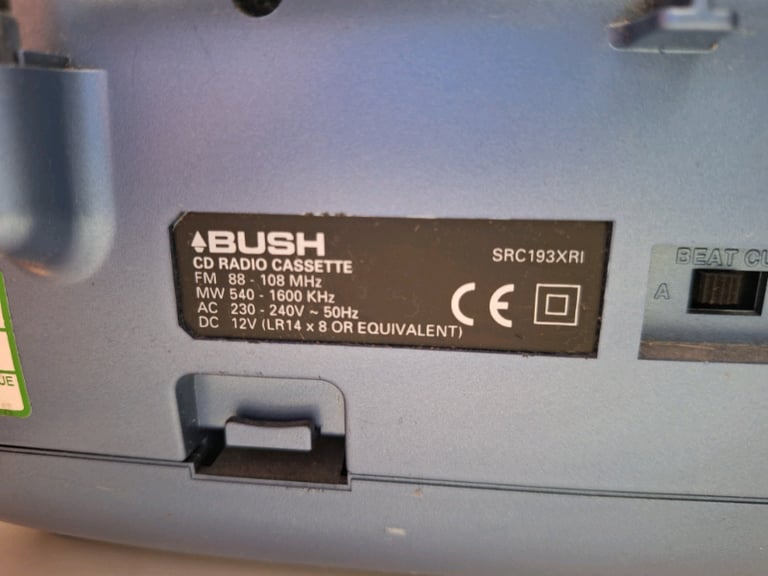 BUSH
SRC193XRI
CD RADIO CASSETTE
FM 88 - 108 MHz
MW 540 - 1600 KHz
AC 230 - 240V ~ 50Hz
DC 12V (LR14 x 8 OR EQUIVALENT)
CE
BEAT CU
A
UE